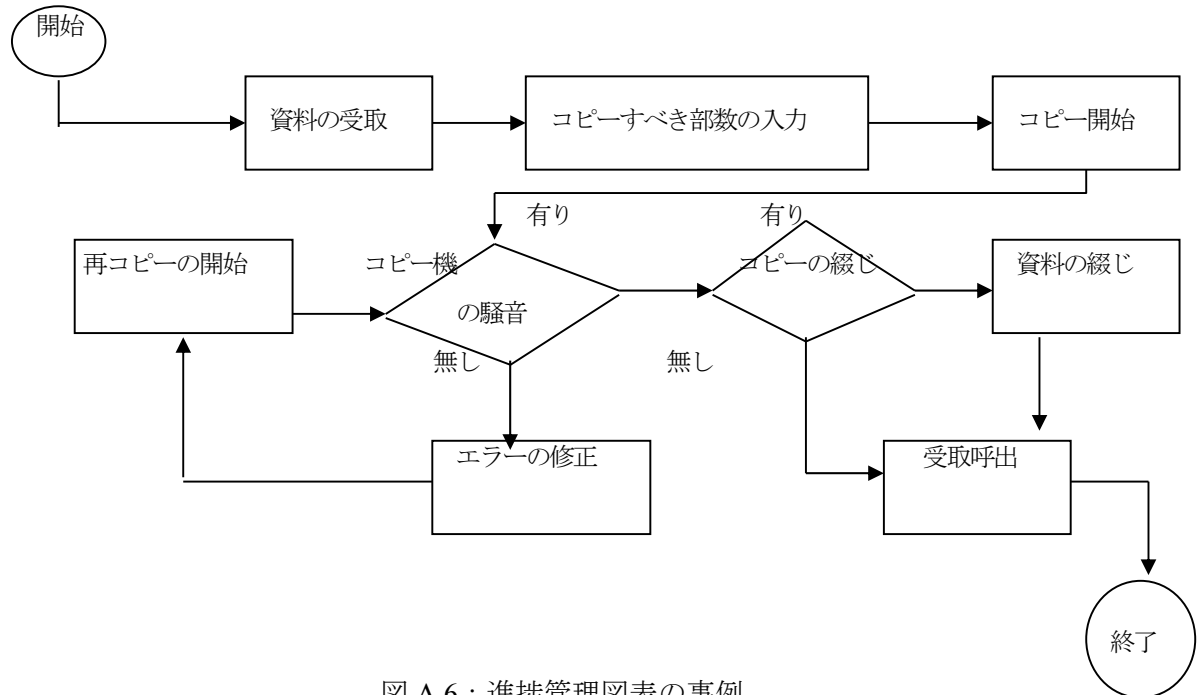 開始
資料の受取
コピーすべき部数の入力
コピー開始
有り
有り
再コピーの開始
コピー機
の騒音
コピーの綴じ
資料の綴じ
無し
無し
エラーの修正
受取呼出
終了
図 A.6：進捗管理図表の事例